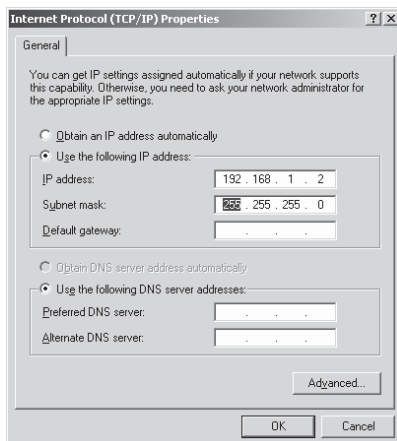 Internet Protocol (TCP/IP) Properties ? X
General
You can get IP settings assigned automatically if your network supports
this capability. Otherwise, you need to ask your network administrator for
the appropriate IP settings.
Obtain an IP address automatically
Use the following IP address:
IP address: 192 . 168 . 1 . 2
Subnet mask: 255 . 255 . 255 . 0
Default gateway: . . .
Obtain DNS server address automatically
Use the following DNS server addresses:
Preferred DNS server: . . .
Alternate DNS server: . . .
Advanced...
OK Cancel